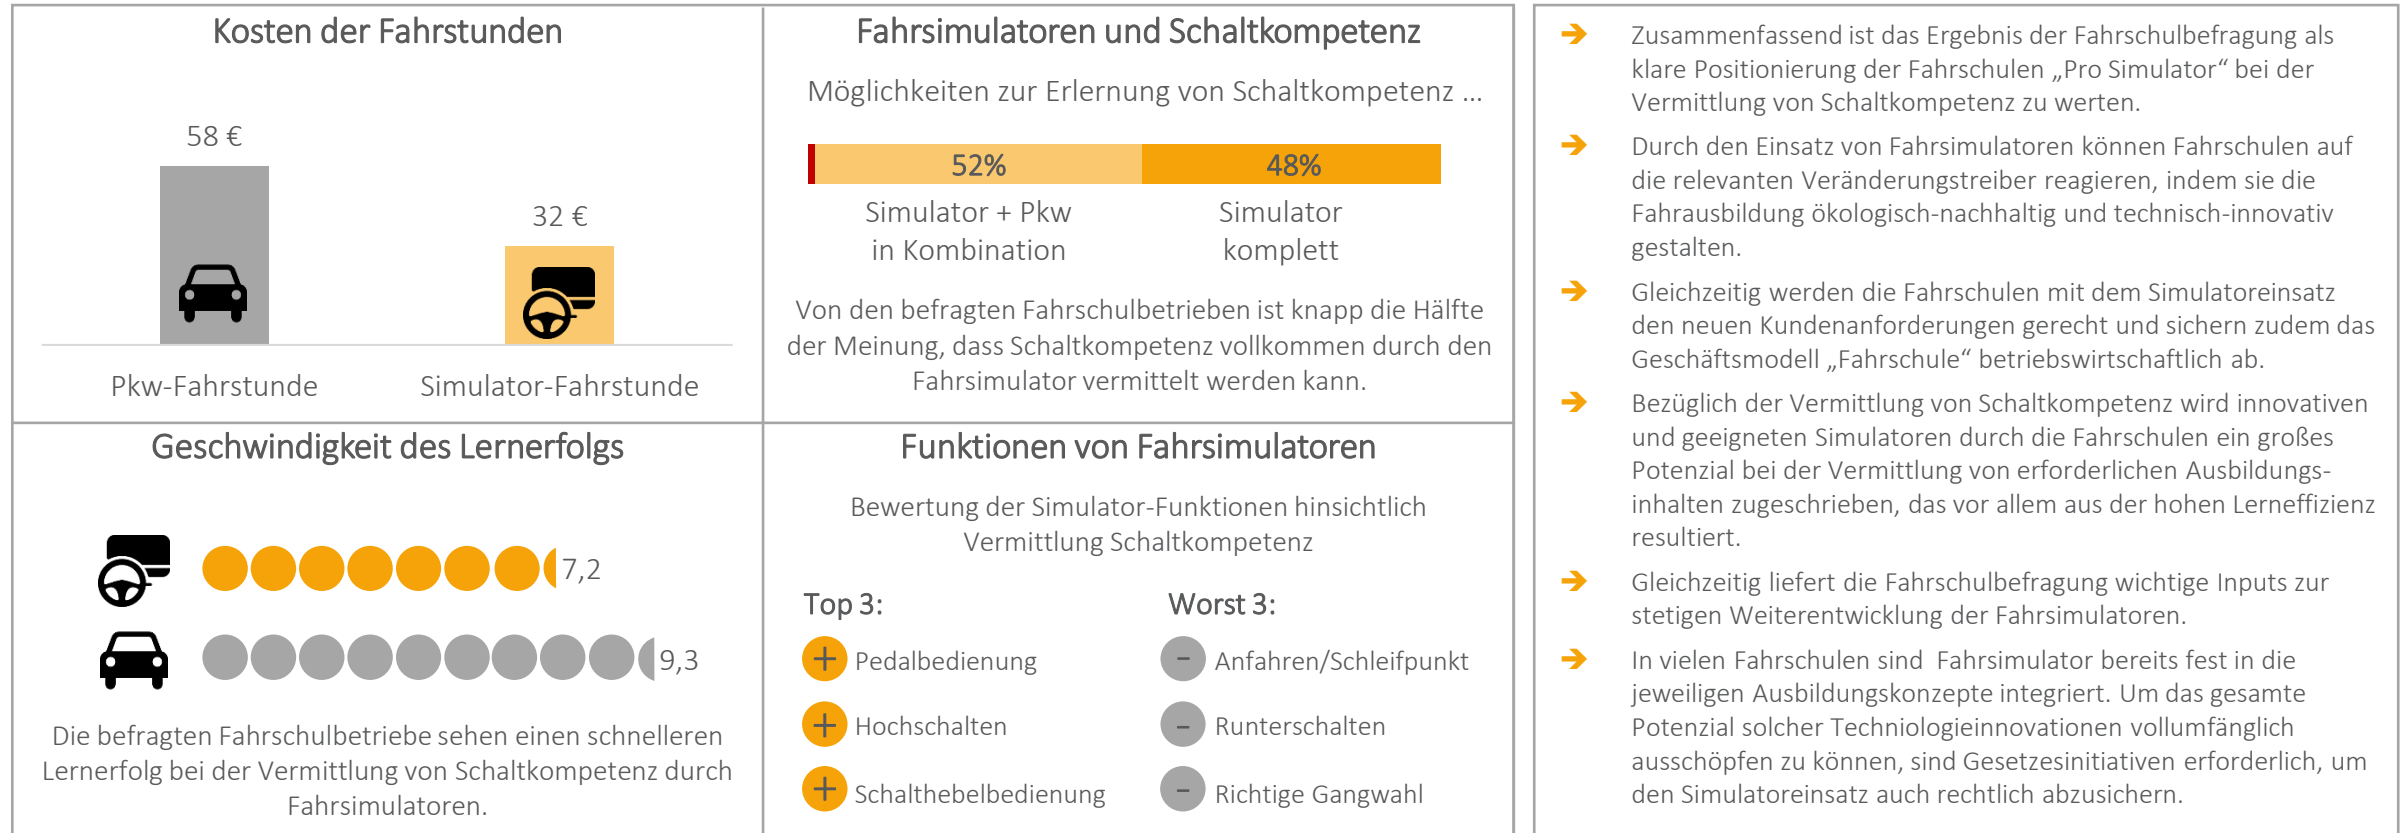 Kosten der Fahrstunden
58 €
32 €
Pkw-Fahrstunde
Simulator-Fahrstunde
Fahrsimulatoren und Schaltkompetenz
Möglichkeiten zur Erlernung von Schaltkompetenz ...
52%
48%
Simulator + Pkw
in Kombination
Simulator
komplett
Von den befragten Fahrschulbetrieben ist knapp die Hälfte
der Meinung, dass Schaltkompetenz vollkommen durch den
Fahrsimulator vermittelt werden kann.
Geschwindigkeit des Lernerfolgs
7,2
9,3
Die befragten Fahrschulbetriebe sehen einen schnelleren
Lernerfolg bei der Vermittlung von Schaltkompetenz durch
Fahrsimulatoren.
Funktionen von Fahrsimulatoren
Bewertung der Simulator-Funktionen hinsichtlich
Vermittlung Schaltkompetenz
Top 3:
+ Pedalbedienung
+ Hochschalten
+ Schalthebelbedienung
Worst 3:
- Anfahren/Schleifpunkt
- Runterschalten
- Richtige Gangwahl
➔ Zusammenfassend ist das Ergebnis der Fahrschulbefragung als
klare Positionierung der Fahrschulen „Pro Simulator“ bei der
Vermittlung von Schaltkompetenz zu werten.
➔ Durch den Einsatz von Fahrsimulatoren können Fahrschulen auf
die relevanten Veränderungstreiber reagieren, indem sie die
Fahrausbildung ökologisch-nachhaltig und technisch-innovativ
gestalten.
➔ Gleichzeitig werden die Fahrschulen mit dem Simulatoreinsatz
den neuen Kundenanforderungen gerecht und sichern zudem das
Geschäftsmodell „Fahrschule“ betriebswirtschaftlich ab.
➔ Bezüglich der Vermittlung von Schaltkompetenz wird innovativen
und geeigneten Simulatoren durch die Fahrschulen ein großes
Potenzial bei der Vermittlung von erforderlichen Ausbildungs-
inhalten zugeschrieben, das vor allem aus der hohen Lerneffizienz
resultiert.
➔ Gleichzeitig liefert die Fahrschulbefragung wichtige Inputs zur
stetigen Weiterentwicklung der Fahrsimulatoren.
➔ In vielen Fahrschulen sind Fahrsimulator bereits fest in die
jeweiligen Ausbildungskonzepte integriert. Um das gesamte
Potenzial solcher Techniologieinnovationen vollumfänglich
ausschöpfen zu können, sind Gesetzesinitiativen erforderlich, um
den Simulatoreinsatz auch rechtlich abzusichern.